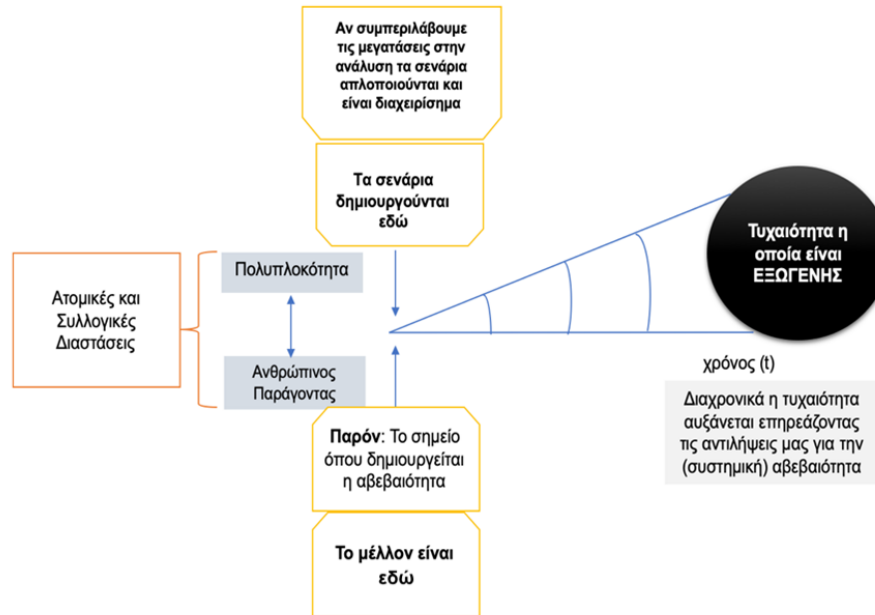 Αν συμπεριλάβουμε
τις μεγατάσεις στην
ανάλυση τα σενάρια
απλοποιούνται και
είναι διαχειρίσημα
Τα σενάρια
δημιουργούνται
εδώ
Πολυπλοκότητα
Ατομικές και
Συλλογικές
Διαστάσεις
Ανθρώπινος
Παράγοντας
Τυχαιότητα η
οποία είναι
ΕΞΩΓΕΝΗΣ
χρόνος (t)
Διαχρονικά η τυχαιότητα
αυξάνεται επηρεάζοντας
τις αντιλήψεις μας για την
(συστημική) αβεβαιότητα
Παρόν: Το σημείο
όπου δημιουργείται
η αβεβαιότητα
Το μέλλον είναι
εδώ